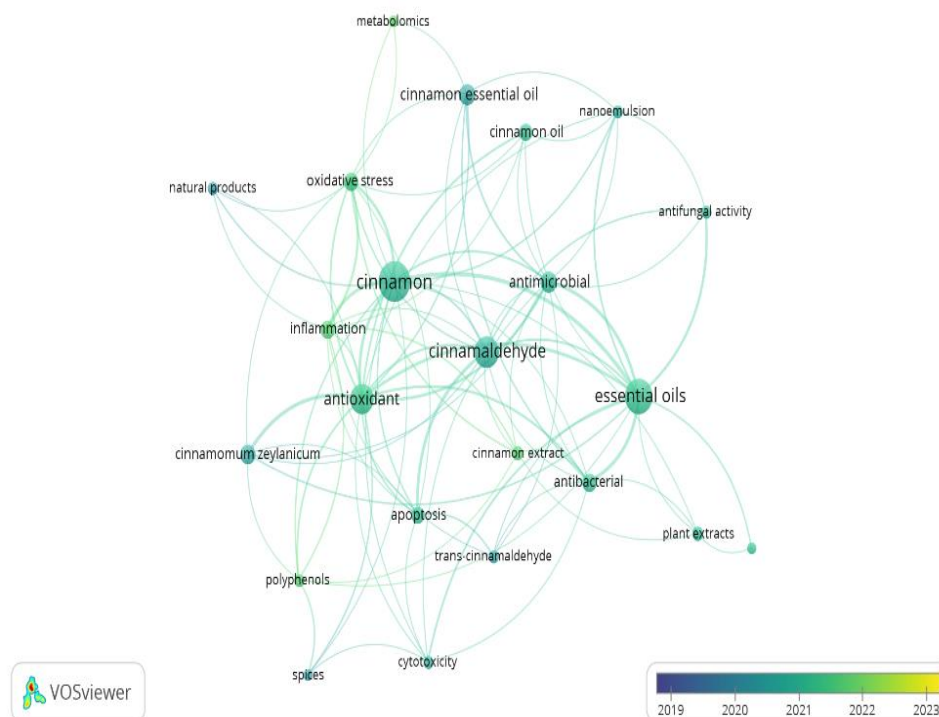 metabolomics
cinnamon essential oil
nanoemulsion
cinnamon oil
oxidative stress
natural products
antifungal activity
cinnamon
antimicrobial
inflammation
cinnamaldehyde
antioxidant
essential oils
cinnamomum zeylanicum
cinnamon extract
antibacterial
apoptosis
plant extracts
trans-cinnamaldehyde
polyphenols
cytotoxicity
spices
VOSviewer
2019 2020 2021 2022 2023